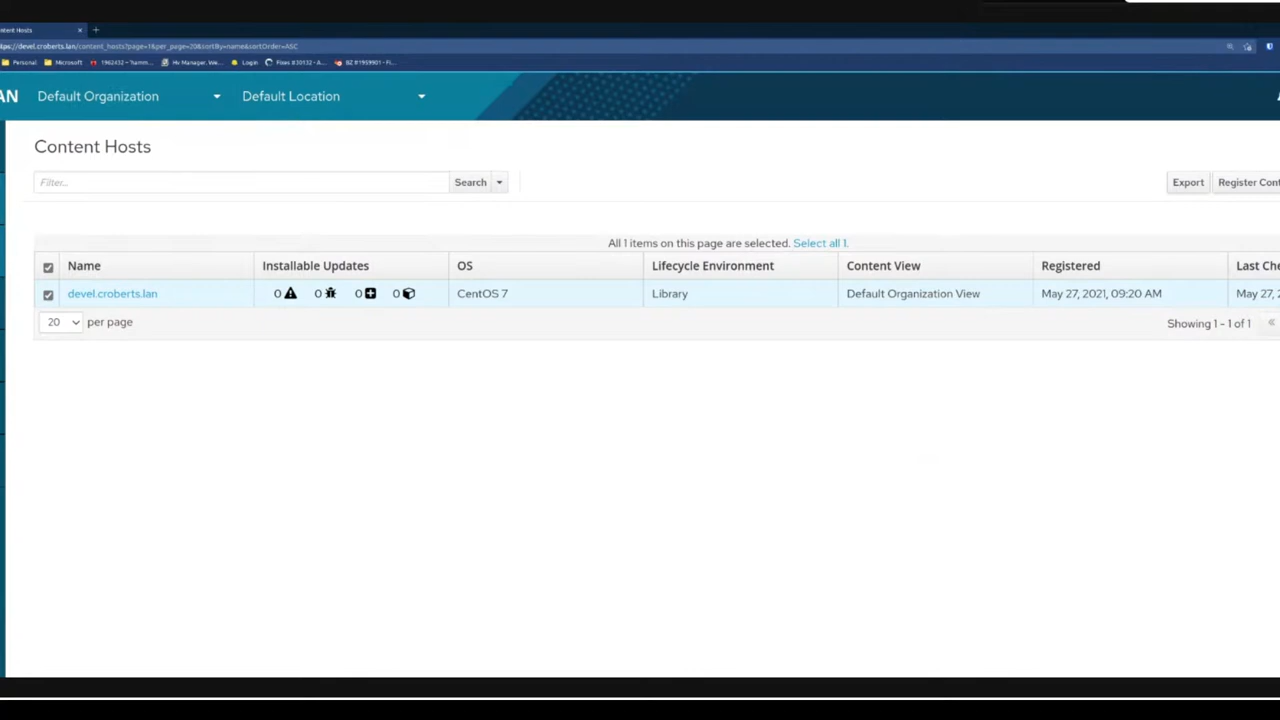 ntent Hosts
ps://devel.croberts.lan/content_hosts?page=1&per_page=20&sortBy=name&sortOrder=ASC
Personal Microsoft 1962432 – Hv Manager, We... Login Fixes #30132 - A... BZ #1959901 - Fi...
AN Default Organization Default Location
Content Hosts
Filter... Search
Export Register Cont
All 1 items on this page are selected. Select all 1.
Name Installable Updates OS Lifecycle Environment Content View Registered Last Che
devel.croberts.lan 0 0 0 0 CentOS 7 Library Default Organization View May 27, 2021, 09:20 AM May 27, 2
20 per page Showing 1 - 1 of 1 «